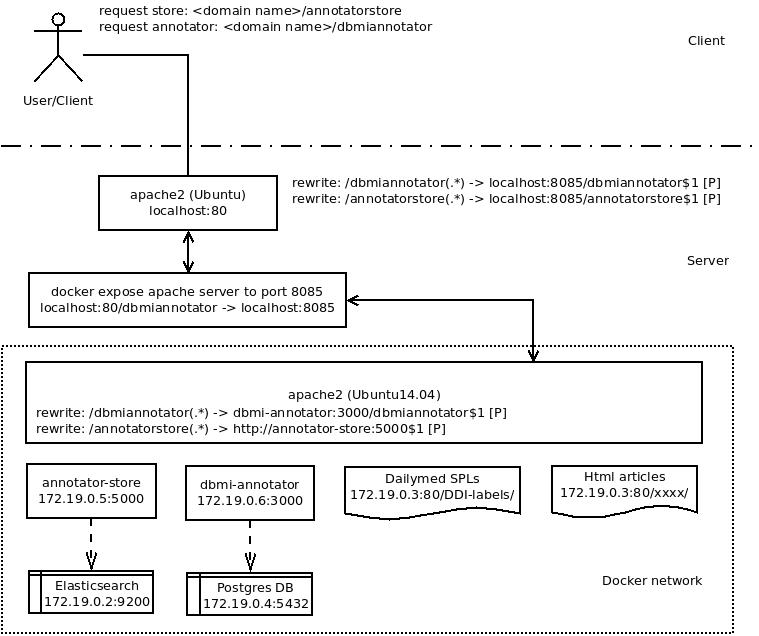 request store: <domain name>/annotatorstore
request annotator: <domain name>/dbmiannotator
Client
User/Client
apache2 (Ubuntu)
localhost:80
rewrite: /dbmiannotator(.*) -> localhost:8085/dbmiannotator$1 [P]
rewrite: /annotatorstore(.*) -> localhost:8085/annotatorstore$1 [P]
Server
docker expose apache server to port 8085
localhost:80/dbmiannotator -> localhost:8085
apache2 (Ubuntu14.04)
rewrite: /dbmiannotator(.*) -> dbmi-annotator:3000/dbmiannotator$1 [P]
rewrite: /annotatorstore(.*) -> http://annotator-store:5000$1 [P]
annotator-store
172.19.0.5:5000
dbmi-annotator
172.19.0.6:3000
Dailymed SPLs
172.19.0.3:80/DDI-labels/
Html articles
172.19.0.3:80/xxxx/
Elasticsearch
172.19.0.2:9200
Postgres DB
172.19.0.4:5432
Docker network